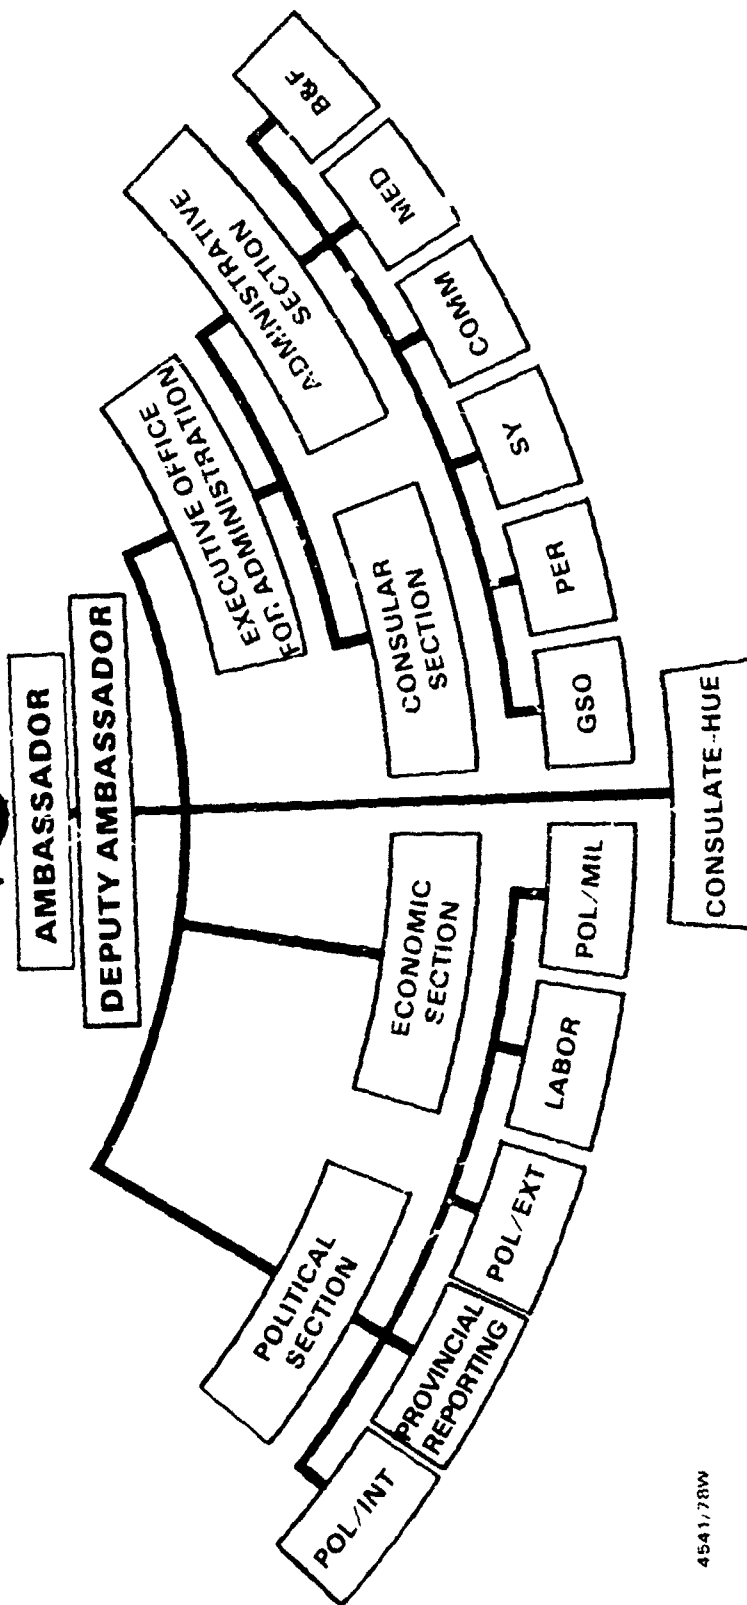 AMBASSADOR
DEPUTY AMBASSADOR
EXECUTIVE OFFICE
FOR ADMINISTRATION
ADMINISTRATIVE
SECTION
CONSULAR
SECTION
ECONOMIC
SECTION
POLITICAL
SECTION
POL/INT
PROVINCIAL
REPORTING
POL/EXT
LABOR
POL/MIL
GSO
PER
SY
COMM
MED
B&F
CONSULATE-HUE
4541/78W